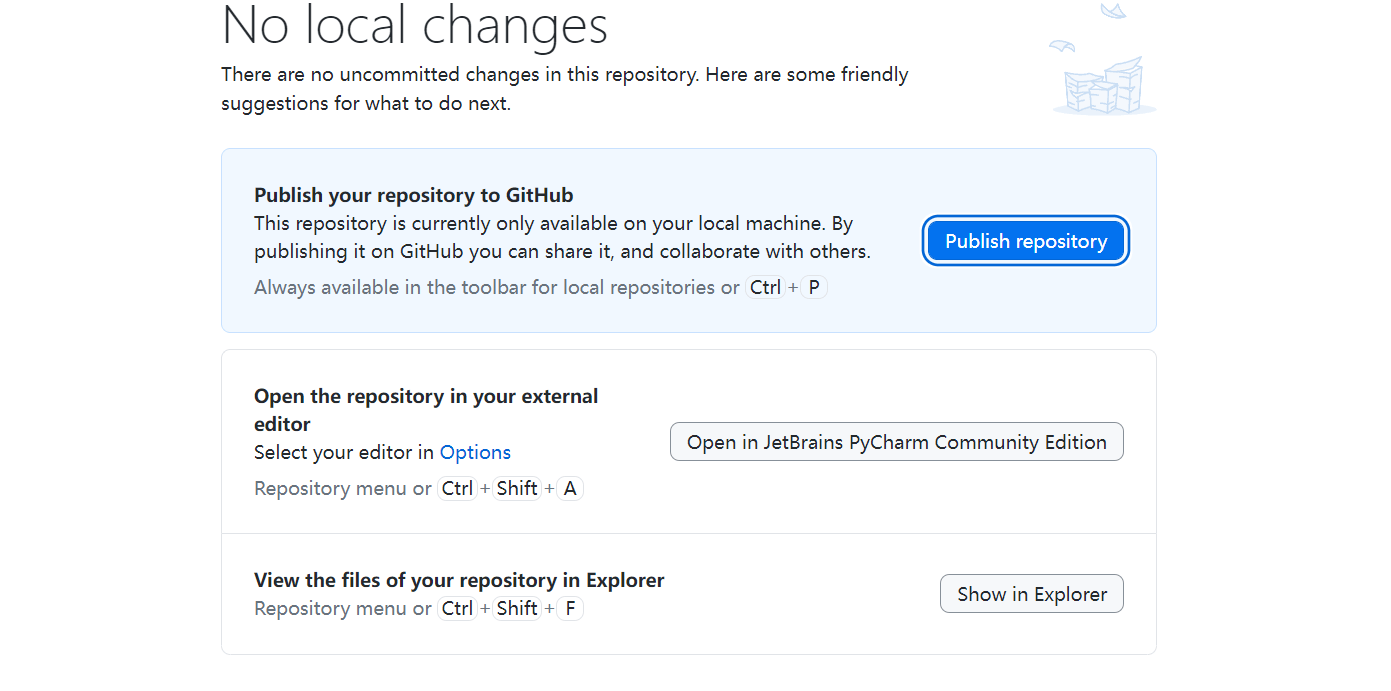 No local changes
There are no uncommitted changes in this repository. Here are some friendly
suggestions for what to do next.
Publish your repository to GitHub
This repository is currently only available on your local machine. By
publishing it on GitHub you can share it, and collaborate with others.
Always available in the toolbar for local repositories or Ctrl + P
Publish repository
Open the repository in your external
editor
Select your editor in Options
Repository menu or Ctrl + Shift + A
Open in JetBrains PyCharm Community Edition
View the files of your repository in Explorer
Repository menu or Ctrl + Shift + F
Show in Explorer